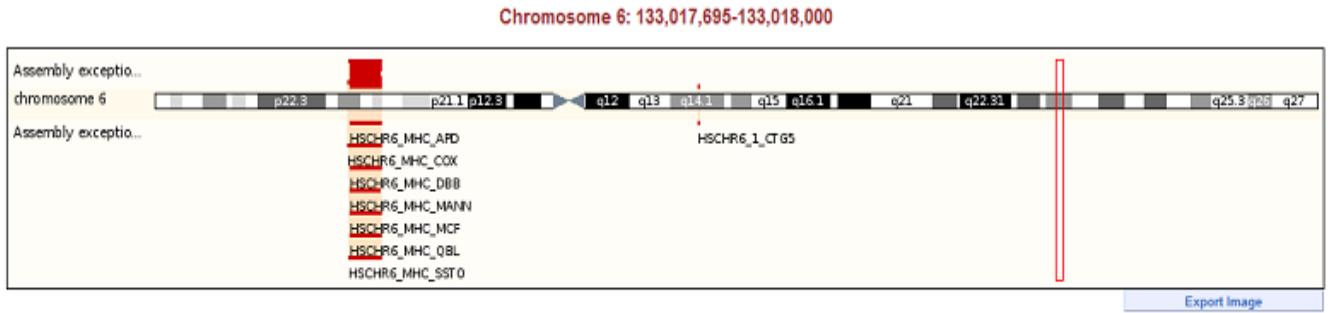 Chromosome 6: 133,017,695-133,018,000
Assembly exceptio...
chromosome 6 p22.3 p21.1 p12.3 q12 q13 q14.1 q15 q16.1 q21 q22.31 q25.3 q26 q27
Assembly exceptio...
HSCHR6_MHC_APD HSCHR6_1_CTG5
HSCHR6_MHC_COX
HSCHR6_MHC_DBB
HSCHR6_MHC_MANN
HSCHR6_MHC_MCF
HSCHR6_MHC_QBL
HSCHR6_MHC_SSTO
Export Image